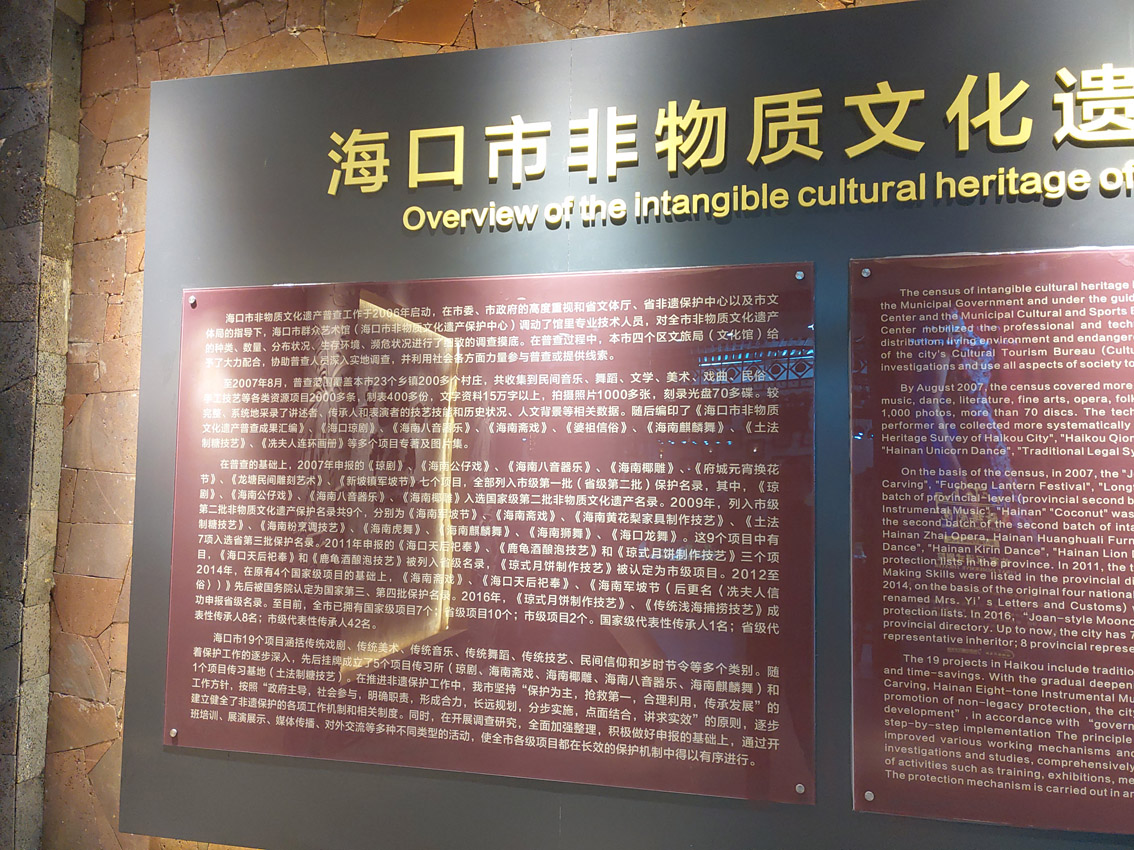 海口市非物质文化遗
Overview of the intangible cultural heritage of
海口市非物质文化遗产普查工作于2006年启动，在市委、市政府的高度重视和省文体厅、省非遗保护中心以及市文
体局的指导下，海口市群众艺术馆（海口市非物质文化遗产保护中心）调动了馆里专业技术人员，对全市非物质文化遗产
的种类、数量、分布状况、生存环境、濒危状况进行了细致的调查摸底。在普查过程中，本市四个区文旅局（文化馆）给
予了大力配合，协助普查人员深入实地调查，并利用社会各方面力量参与普查或提供线索。
至2007年8月，普查范围覆盖本市23个乡镇200多个村庄，共收集到民间音乐、舞蹈、文学、美术、戏曲、民俗、
手工技艺等各类资源项目2000多条，制表400多份，文字资料15万字以上，拍摄照片1000多张，刻录光盘70多碟。较
完整、系统地采录了讲述者、传承人和表演者的技艺技能和历史状况、人文背景等相关数据。随后编印了《海口市非物质
文化遗产普查成果汇编》、《海口琼剧》、《海南八音器乐》、《海南斋戏》、《婆祖信俗》、《海南麒麟舞》、《土法
制糖技艺》、《冼夫人连环画册》等多个项目专著及图片集。
在普查的基础上，2007年申报的《琼剧》、《海南公仔戏》、《海南八音器乐》、《海南椰雕》、《府城元宵换花
节》、《龙塘民间雕刻艺术》、《新坡镇军坡节》七个项目，全部列入市级第一批（省级第二批）保护名录，其中，《琼
剧》、《海南公仔戏》、《海南八音器乐》、《海南椰雕》入选国家级第二批非物质文化遗产名录。2009年，列入市级
第二批非物质文化遗产保护名录共9个，分别为《海南军坡节》、《海南斋戏》、《海南黄花梨家具制作技艺》、《土法
制糖技艺》、《海南粉烹调技艺》、《海南虎舞》、《海南麒麟舞》、《海南狮舞》、《海口龙舞》。这9个项目中有
7项入选省第三批保护名录。2011年申报的《海口天后祀奉》、《鹿龟酒酿泡技艺》和《琼式月饼制作技艺》三个项
目，《海口天后祀奉》和《鹿龟酒酿泡技艺》被列入省级名录，《琼式月饼制作技艺》被认定为市级项目。2012至
2014年，在原有4个国家级项目的基础上，《海南斋戏》、《海口天后祀奉》、《海南军坡节（后更名《冼夫人信
俗）》》先后被国务院认定为国家第三、第四批保护名录。2016年，《琼式月饼制作技艺》、《传统浅海捕捞技艺》成
功申报省级名录。至目前，全市已拥有国家级项目7个；省级项目10个；市级项目2个。国家级代表性传承人1名；省级代
表性传承人8名；市级代表性传承人42名。
海口市19个项目涵括传统戏剧、传统美术、传统音乐、传统舞蹈、传统技艺、民间信仰和岁时节令等多个类别。随
着保护工作的逐步深入，先后挂牌成立了5个项目传习所（琼剧、海南斋戏、海南椰雕、海南八音器乐、海南麒麟舞）和
1个项目传习基地（土法制糖技艺）。在推进非遗保护工作中，我市坚持“保护为主，抢救第一，合理利用，传承发展”的
工作方针，按照“政府主导，社会参与，明确职责，形成合力，长远规划，分步实施，点面结合，讲求实效”的原则，逐步
建立健全了非遗保护的各项工作机制和相关制度。同时，在开展调查研究，全面加强整理，积极做好申报的基础上，通过开
班培训、展演展示、媒体传播、对外交流等多种不同类型的活动，使全市各级项目都在长效的保护机制中得以有序进行。
The census of intangible cultural heritage
the Municipal Government and under the
Center and the Municipal Cultural and Sports
Center mobilized the professional and
distribution, living environment and
of the city's Cultural Tourism Bureau
investigations and use all aspects of society to
By August 2007, the census covered more
music, dance, literature, fine arts, opera,
1,000 photos, more than 70 discs. The
performer who collected more systematically
Heritage Survey of Haikou City", "Haikou
"Hainan Unicorn Dance", "Traditional Legal
On the basis of the census, in 2007, the
Carving", "Fucheng Lantern Festival",
batch of provincial-level (provincial second
Instrumental Music", Hainan" "Coconut" was
the second batch of the second batch of
Hainan Zhai Opera, Hainan Huanghuali
Dance", "Hainan Kirin Dance", "Hainan Lion
protection lists in the province. In 2011, the
Making Skills were listed in the provincial
2014, on the basis of the original four
renamed Mrs. Yi’s Letters and Customs)
protection lists. In 2016; “Joan-style
provincial directory. Up to now, the city has 7
representative inheritor; 8 provincial
The 19 projects in Haikou include
and time-savings. With the gradual
Carving, Hainan Eight-tone Instrumental
promotion of non-legacy protection, the
development”, in accordance with
step-by-step implementation The principle
improved various working mechanisms and
investigations and studies, comprehensively
of activities such as training, exhibitions,
The protection mechanism is carried out in